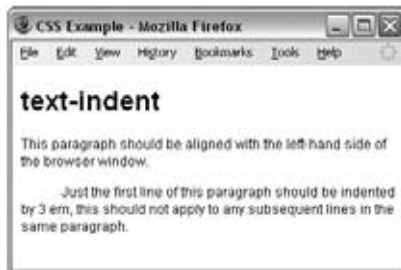 CSS Example - Mozilla Firefox
File Edit View History Bookmarks Tools Help
text-indent
This paragraph should be aligned with the left-hand side of
the browser window.
Just the first line of this paragraph should be indented
by 3 em, this should not apply to any subsequent lines in the
same paragraph.